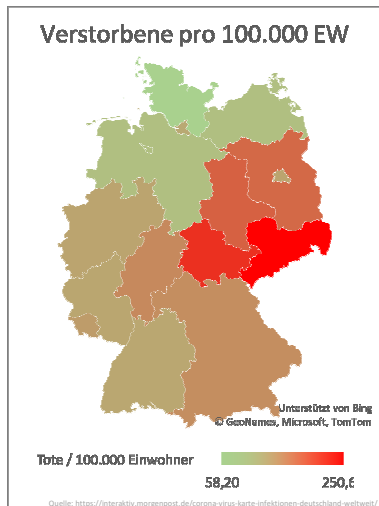 Verstorbene pro 100.000 EW
Unterstützt von Bing
© GeoNames, Microsoft, TomTom
Tote / 100.000 Einwohner
58,20
250,6
Quelle: https://interaktiv.morgenpost.de/corona-virus-karte-infektionen-deutschland-weltweit/